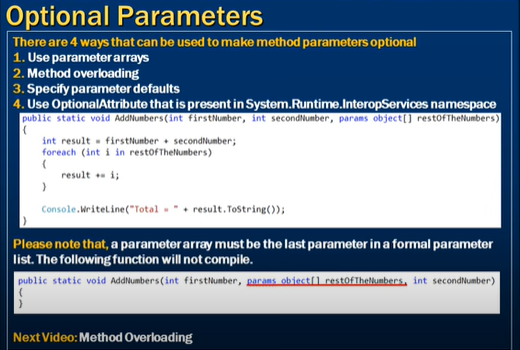 Optional Parameters
There are 4 ways that can be used to make method parameters optional
1. Use parameter arrays
2. Method overloading
3. Specify parameter defaults
4. Use OptionalAttribute that is present in System.Runtime.InteropServices namespace
public static void AddNumbers(int firstNumber, int secondNumber, params object[] restOfTheNumbers)
{
int result = firstNumber + secondNumber;
foreach (int i in restOfTheNumbers)
{
result += i;
}
Console.WriteLine("Total = " + result.ToString());
}
Please note that, a parameter array must be the last parameter in a formal parameter
list. The following function will not compile.
public static void AddNumbers(int firstNumber, params object[] restOfTheNumbers, int secondNumber)
{
}
Next Video: Method Overloading